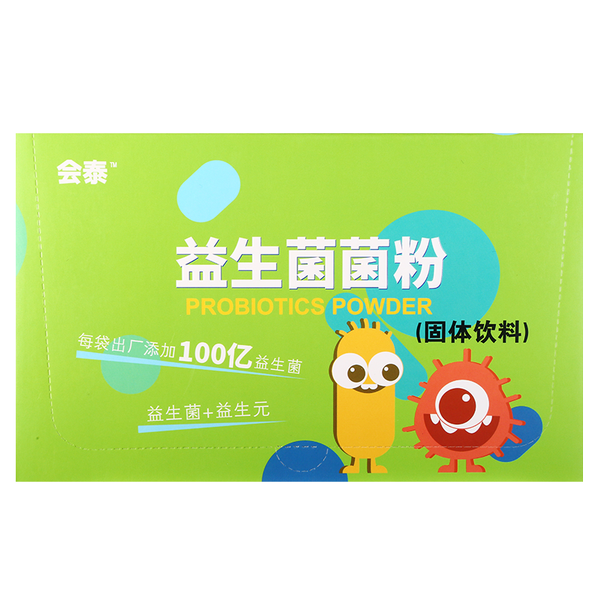 会泰™
益生菌菌粉
PROBIOTICS POWDER
(固体饮料)
每袋出厂添加100亿益生菌
益生菌+益生元